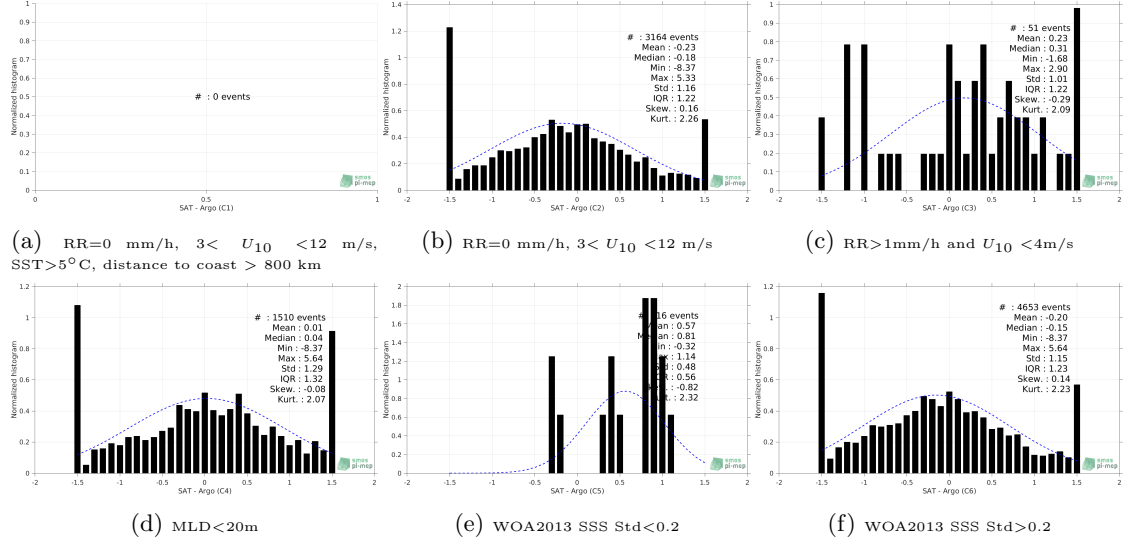 Normalized histogram
1
0.9
0.8
0.7
0.6
0.5
0.4
0.3
0.2
0.1
0
# : 0 events
smos
pi-mep
0 0.5 1
SAT - Argo (C1)
(a) RR=0 mm/h, 3< U10 <12 m/s,
SST>5°C, distance to coast > 800 km
Normalized histogram
1.4
1.2
1
0.8
0.6
0.4
0.2
0
# : 3164 events
Mean : -0.23
Median : -0.18
Min : -8.37
Max : 5.33
Std : 1.16
IQR : 1.22
Skew. : 0.16
Kurt. : 2.26
smos
pi-mep
-2 -1.5 -1 -0.5 0 0.5 1 1.5 2
SAT - Argo (C2)
(b) RR=0 mm/h, 3< U10 <12 m/s
Normalized histogram
1
0.9
0.8
0.7
0.6
0.5
0.4
0.3
0.2
0.1
0
# : 51 events
Mean : 0.23
Median : 0.31
Min : -1.68
Max : 2.90
Std : 1.01
IQR : 1.22
Skew. : -0.29
Kurt. : 2.09
smos
pi-mep
-2 -1.5 -1 -0.5 0 0.5 1 1.5 2
SAT - Argo (C3)
(c) RR>1mm/h and U10 <4m/s
Normalized histogram
1.2
1
0.8
0.6
0.4
0.2
0
# : 1510 events
Mean : 0.01
Median : 0.04
Min : -8.37
Max : 5.64
Std : 1.29
IQR : 1.32
Skew. : -0.08
Kurt. : 2.07
smos
pi-mep
-2 -1.5 -1 -0.5 0 0.5 1 1.5 2
SAT - Argo (C4)
(d) MLD<20m
Normalized histogram
2
1.8
1.6
1.4
1.2
1
0.8
0.6
0.4
0.2
0
# 16 events
: 0.57
: 0.81
: -0.32
: 1.14
: 0.48
: 0.56
: -0.82
: 2.32
smos
pi-mep
-2 -1.5 -1 -0.5 0 0.5 1 1.5 2
SAT - Argo (C5)
(e) WOA2013 SSS Std<0.2
Normalized histogram
1.2
1
0.8
0.6
0.4
0.2
0
# : 4653 events
Mean : -0.20
Median : -0.15
Min : -8.37
Max : 5.64
Std : 1.15
IQR : 1.23
Skew. : 0.14
Kurt. : 2.23
smos
pi-mep
-2 -1.5 -1 -0.5 0 0.5 1 1.5 2
SAT - Argo (C6)
(f) WOA2013 SSS Std>0.2